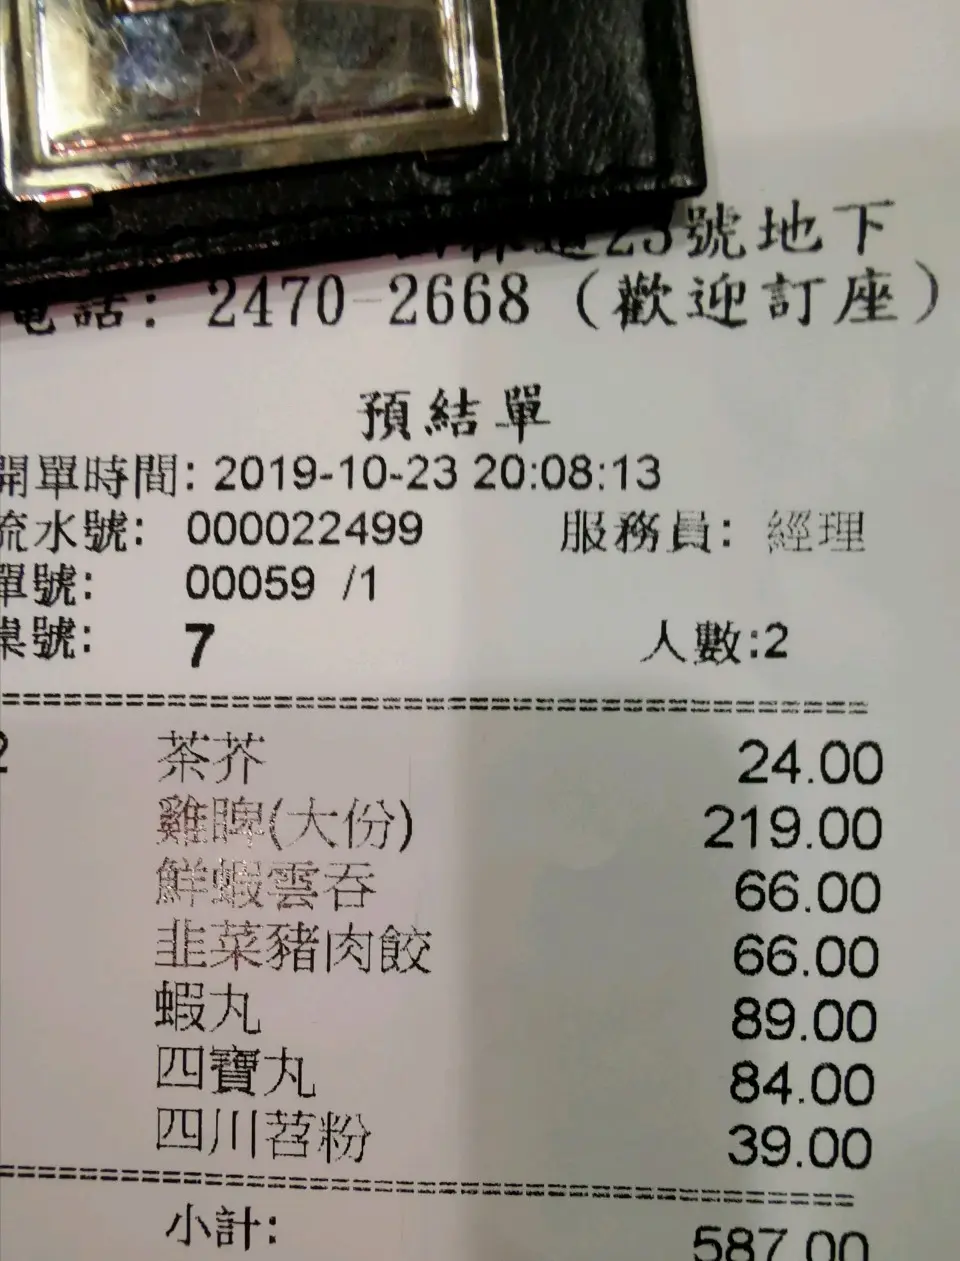 23號地下
電話: 2470-2668 (歡迎訂座)
預結單
開單時間: 2019-10-23 20:08:13
流水號: 000022499 服務員: 經理
單號: 00059 /1
桌號: 7 人數:2
2 茶芥 24.00
雞髀(大份) 219.00
鮮蝦雲吞 66.00
韭菜豬肉餃 66.00
蝦丸 89.00
四寶丸 84.00
四川苕粉 39.00
小計: 587.00